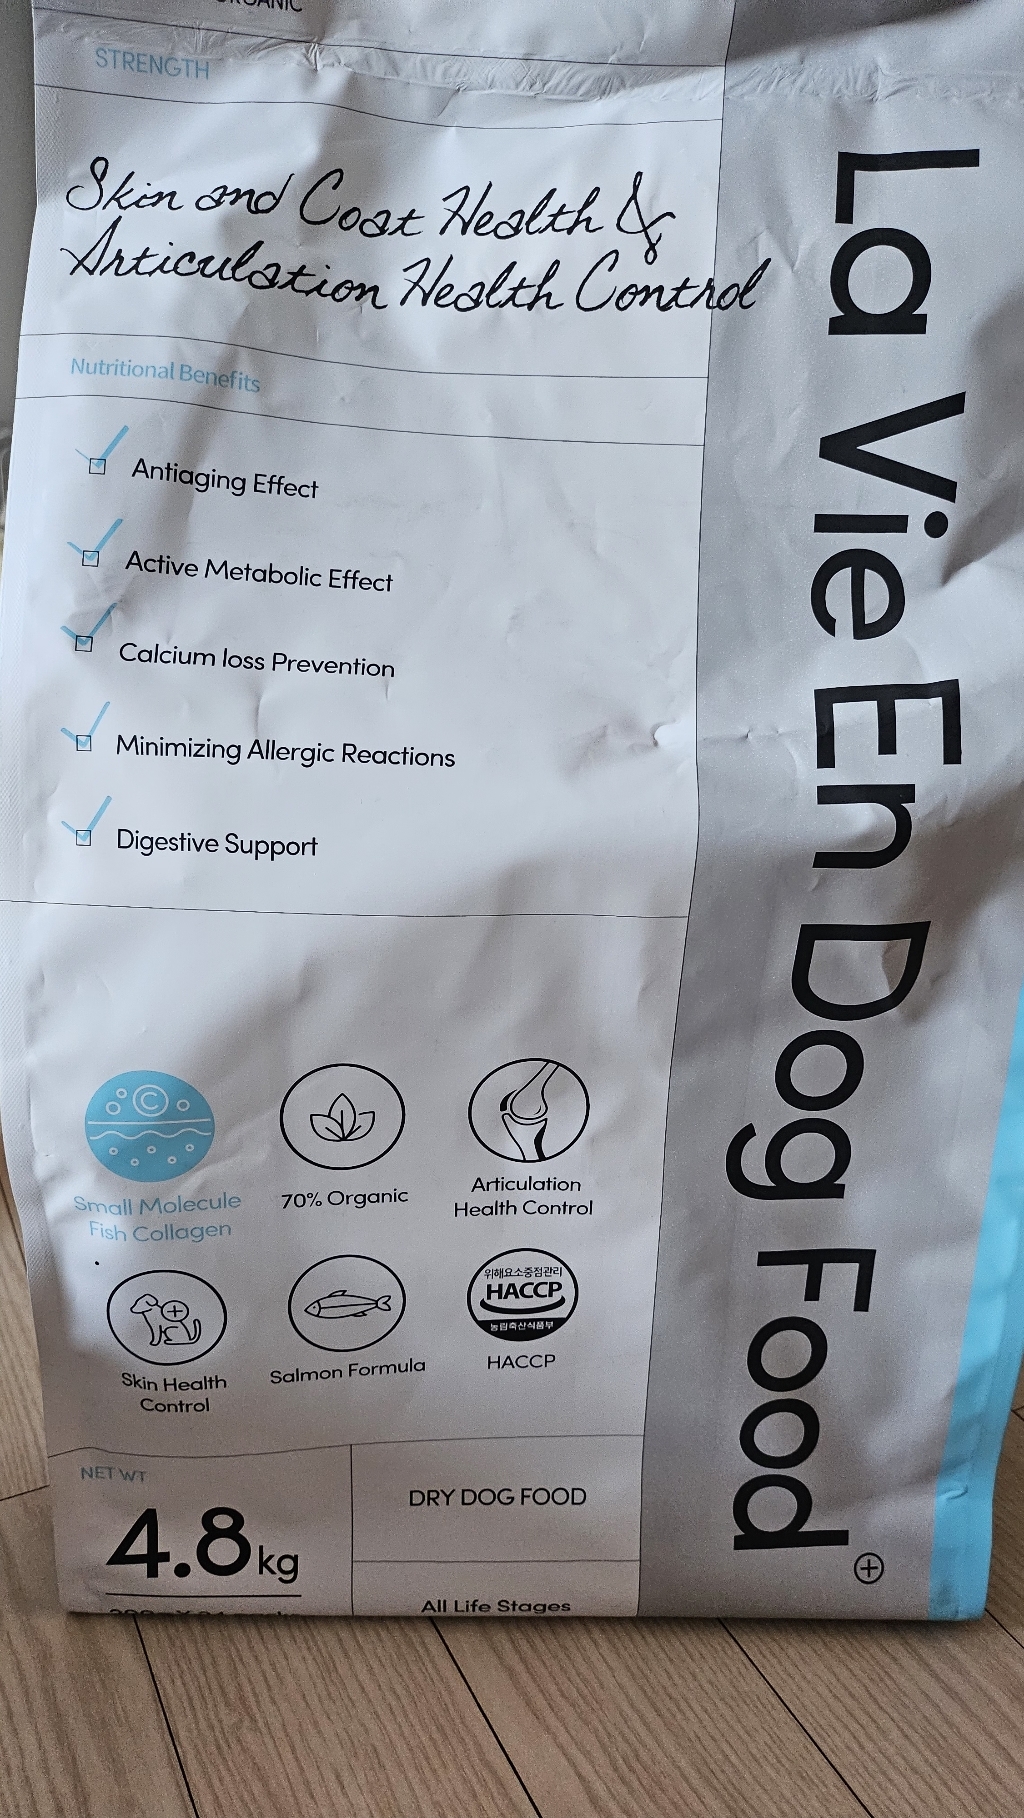 ORGANIC
STRENGTH
Skin and Coat Health &
Articulation Health Control
Nutritional Benefits
Antiaging Effect
Active Metabolic Effect
Calcium loss Prevention
Minimizing Allergic Reactions
Digestive Support
C
Small Molecule
Fish Collagen
70% Organic
Articulation
Health Control
Skin Health
Control
Salmon Formula
위해요소중점관리
HACCP
농림축산식품부
HACCP
NET WT
4.8kg
DRY DOG FOOD
All Life Stages
La Vie En Dog Food